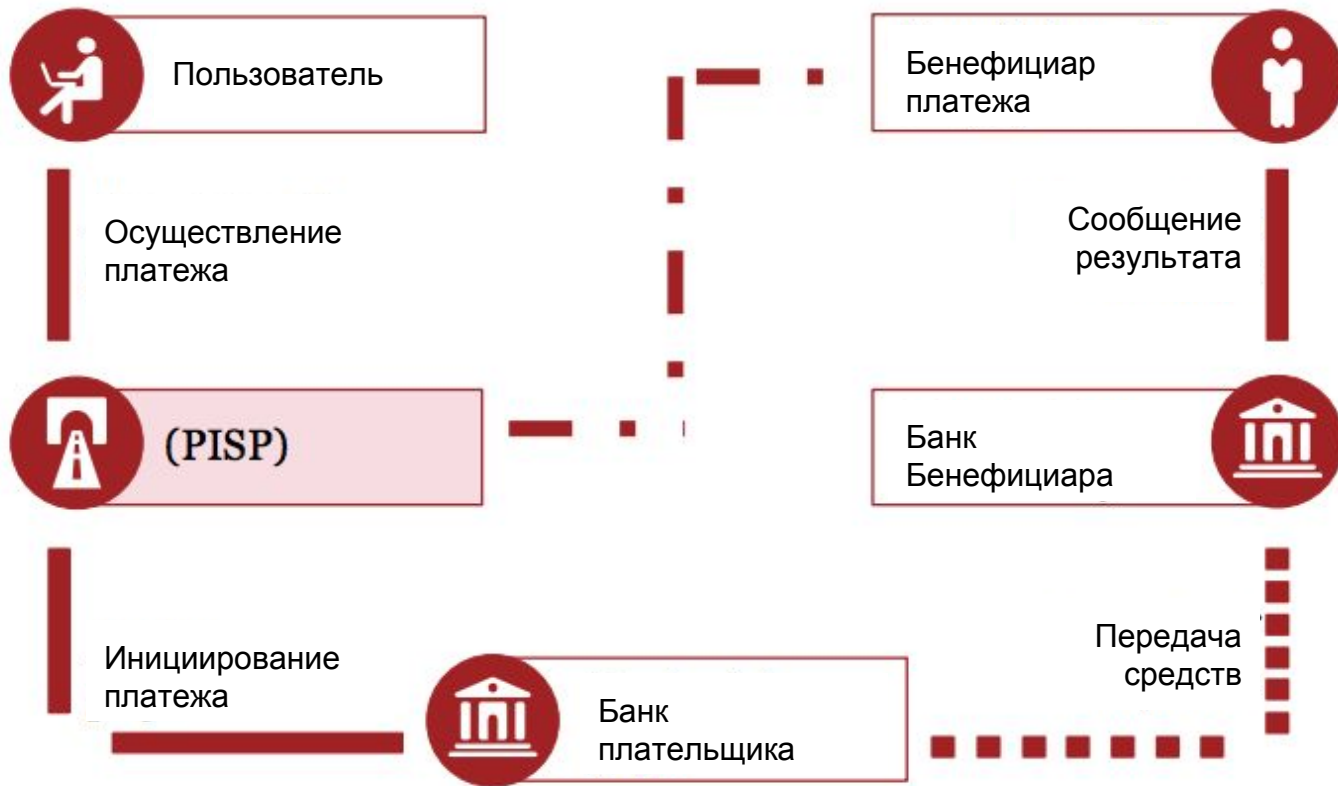 Пользователь
Бенефициар
платежа
Осуществление
платежа
Сообщение
результата
(PISP)
Банк
Бенефициара
Инициирование
платежа
Передача
средств
Банк
плательщика